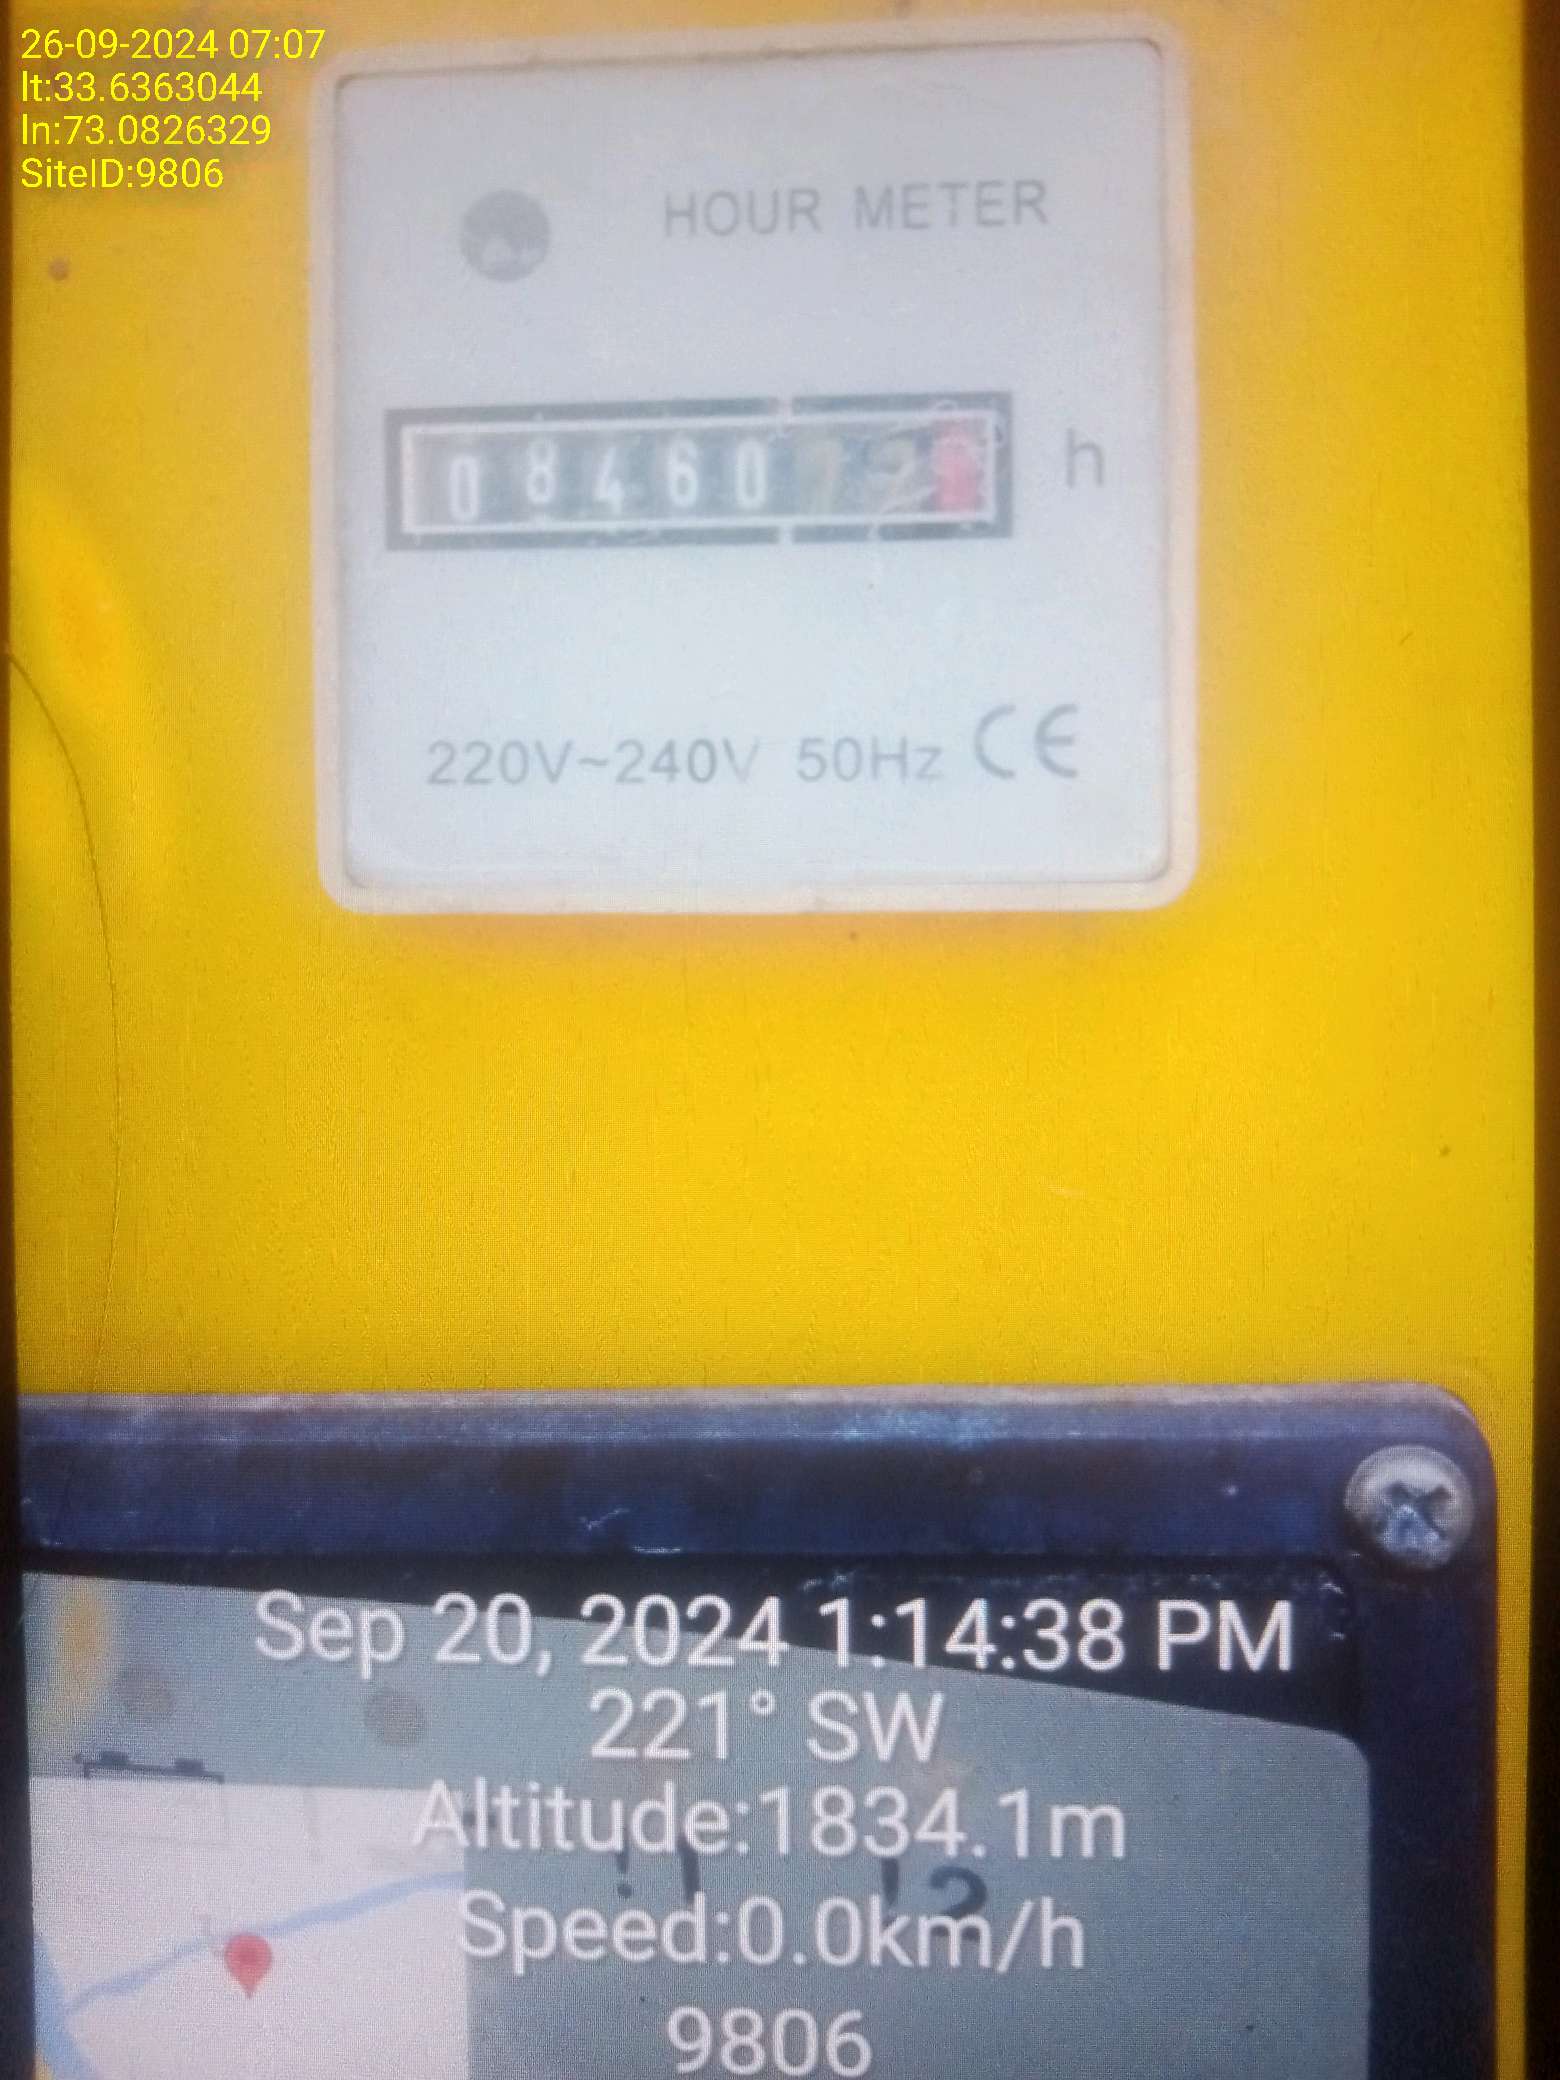 26-09-2024 07:07
lt:33.6363044
ln:73.0826329
SiteID:9806
HOUR METER
08460
h
220V~240V 50Hz CE
Sep 20, 2024 1:14:38 PM
221° SW
Altitude:1834.1m
Speed:0.0km/h
9806